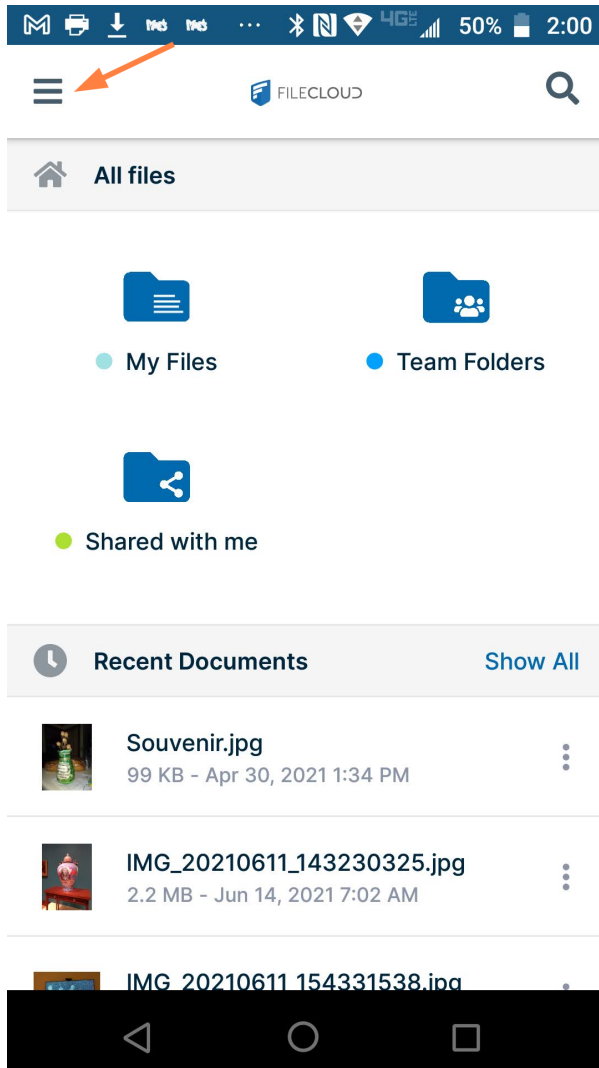 4G LTE 50% 2:00
FILECLOUD
All files
My Files
Team Folders
Shared with me
Recent Documents Show All
Souvenir.jpg
99 KB - Apr 30, 2021 1:34 PM
IMG_20210611_143230325.jpg
2.2 MB - Jun 14, 2021 7:02 AM
IMG_20210611_154331538.jpg